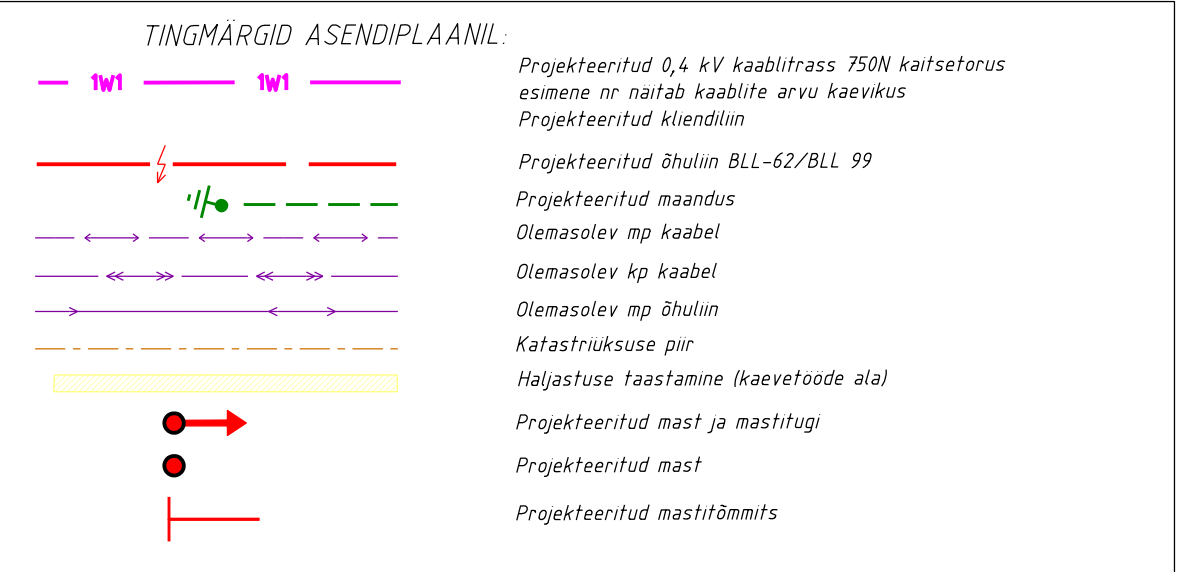 TINGMÄRGID ASENDIPLAANIL:
1W1 1W1
Projekteeritud 0,4 kV kaablitrass 750N kaitsetorus
esimene nr näitab kaablite arvu kaevikus
Projekteeritud kliendiliin
Projekteeritud õhuliin BLL-62/BLL 99
Projekteeritud maandus
Olemasolev mp kaabel
Olemasolev kp kaabel
Olemasolev mp õhuliin
Katastriüksuse piir
Haljastuse taastamine (kaevetööde ala)
Projekteeritud mast ja mastitugi
Projekteeritud mast
Projekteeritud mastitõmmits